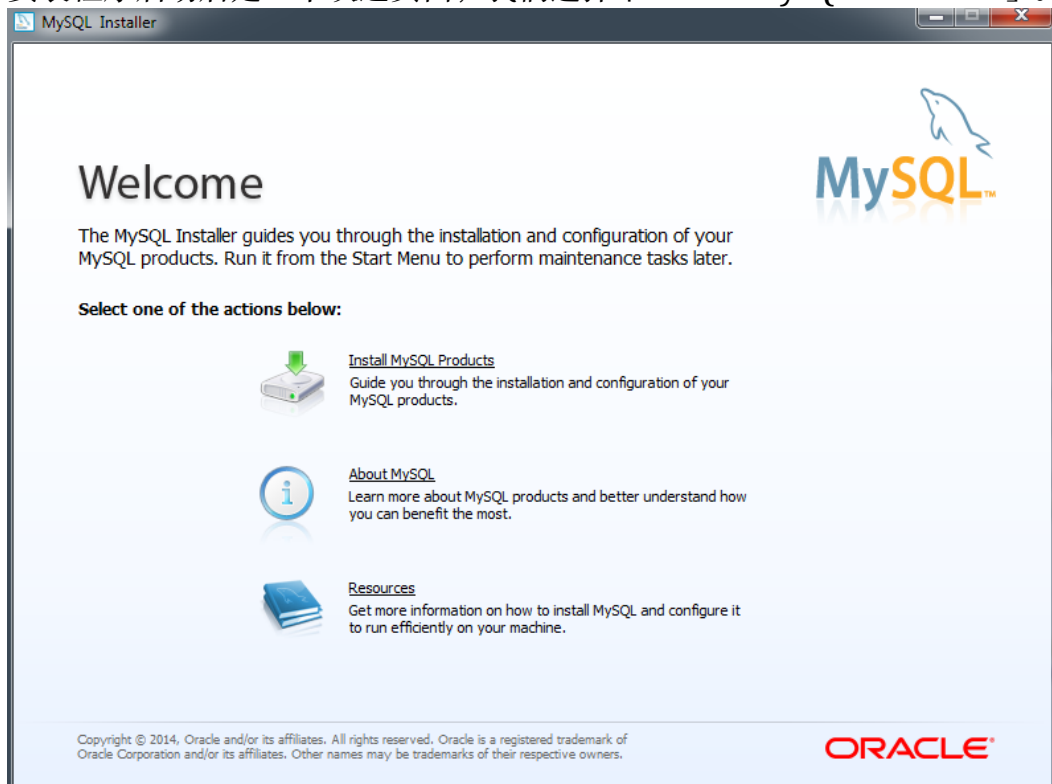 MySQL Installer
MySQL™
Welcome
The MySQL Installer guides you through the installation and configuration of your
MySQL products. Run it from the Start Menu to perform maintenance tasks later.
Select one of the actions below:
Install MySQL Products
Guide you through the installation and configuration of your
MySQL products.
About MySQL
Learn more about MySQL products and better understand how
you can benefit the most.
Resources
Get more information on how to install MySQL and configure it
to run efficiently on your machine.
Copyright © 2014, Oracle and/or its affiliates. All rights reserved. Oracle is a registered trademark of
Oracle Corporation and/or its affiliates. Other names may be trademarks of their respective owners.
ORACLE®